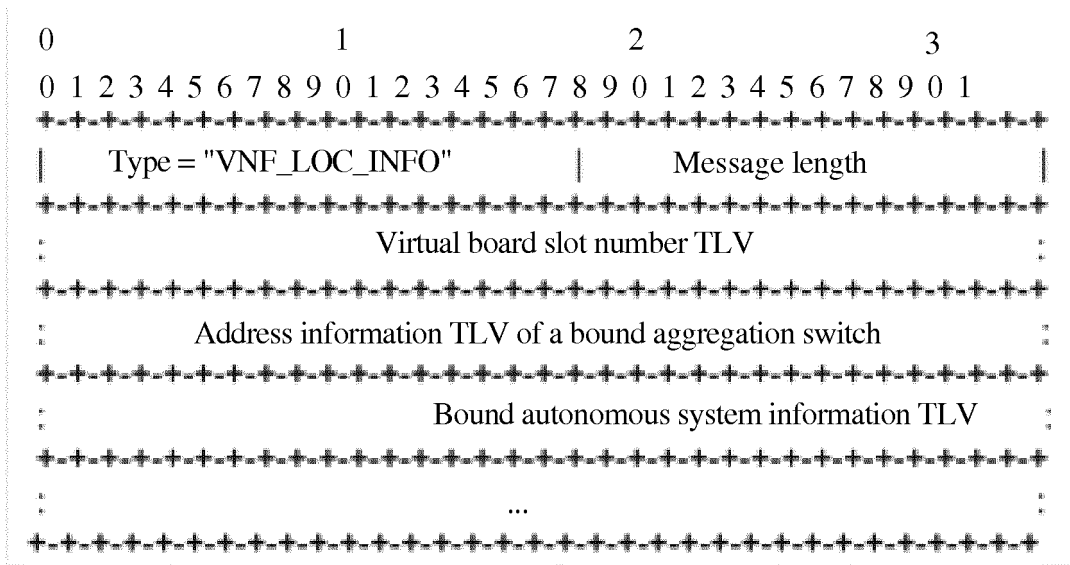 0 1 2 3
0 1 2 3 4 5 6 7 8 9 0 1 2 3 4 5 6 7 8 9 0 1 2 3 4 5 6 7 8 9 0 1
+-+-+-+-+-+-+-+-+-+-+-+-+-+-+-+-+-+-+-+-+-+-+-+-+-+-+-+-+-+-+-+-+-+
| Type = "VNF_LOC_INFO" | Message length |
+-+-+-+-+-+-+-+-+-+-+-+-+-+-+-+-+-+-+-+-+-+-+-+-+-+-+-+-+-+-+-+-+-+
: Virtual board slot number TLV :
+-+-+-+-+-+-+-+-+-+-+-+-+-+-+-+-+-+-+-+-+-+-+-+-+-+-+-+-+-+-+-+-+-+
: Address information TLV of a bound aggregation switch :
+-+-+-+-+-+-+-+-+-+-+-+-+-+-+-+-+-+-+-+-+-+-+-+-+-+-+-+-+-+-+-+-+-+
: Bound autonomous system information TLV :
+-+-+-+-+-+-+-+-+-+-+-+-+-+-+-+-+-+-+-+-+-+-+-+-+-+-+-+-+-+-+-+-+-+
: ... :
+-+-+-+-+-+-+-+-+-+-+-+-+-+-+-+-+-+-+-+-+-+-+-+-+-+-+-+-+-+-+-+-+-+